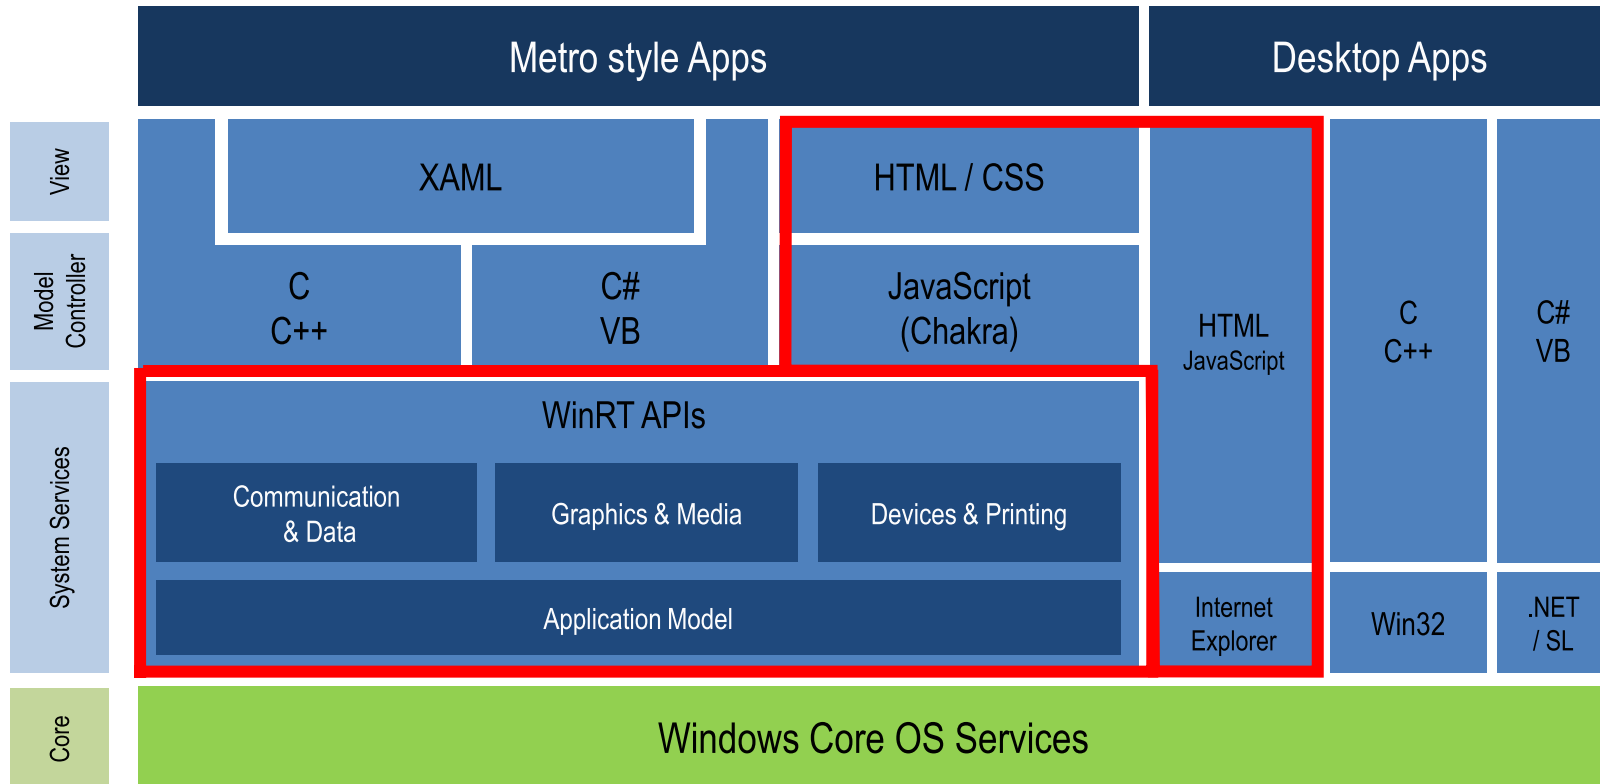 Metro style Apps
Desktop Apps
View
XAML
HTML / CSS
Model
Controller
C
C++
C#
VB
JavaScript
(Chakra)
HTML
JavaScript
C
C++
C#
VB
System Services
WinRT APIs
Communication
& Data
Graphics & Media
Devices & Printing
Application Model
Internet
Explorer
Win32
.NET
/ SL
Core
Windows Core OS Services